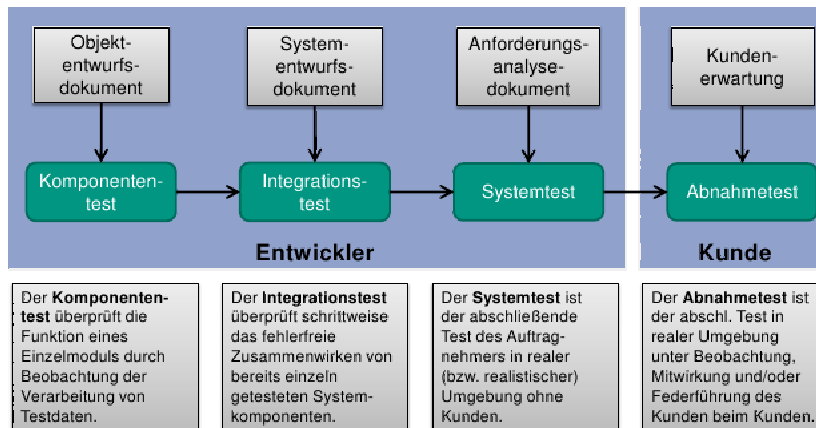 Objekt-
entwurfs-
dokument
System-
entwurfs-
dokument
Anforderungs-
analyse-
dokument
Kunden-
erwartung
Komponenten-
test
Integrations-
test
Systemtest
Abnahmetest
Entwickler
Kunde
Der Komponenten-
test überprüft die
Funktion eines
Einzelmoduls durch
Beobachtung der
Verarbeitung von
Testdaten.
Der Integrationstest
überprüft schrittweise
das fehlerfreie
Zusammenwirken von
bereits einzeln
getesteten System-
komponenten.
Der Systemtest ist
der abschließende
Test des Auftrag-
nehmers in realer
(bzw. realistischer)
Umgebung ohne
Kunden.
Der Abnahmetest ist
der abschl. Test in
realer Umgebung
unter Beobachtung,
Mitwirkung und/oder
Federführung des
Kunden beim Kunden.